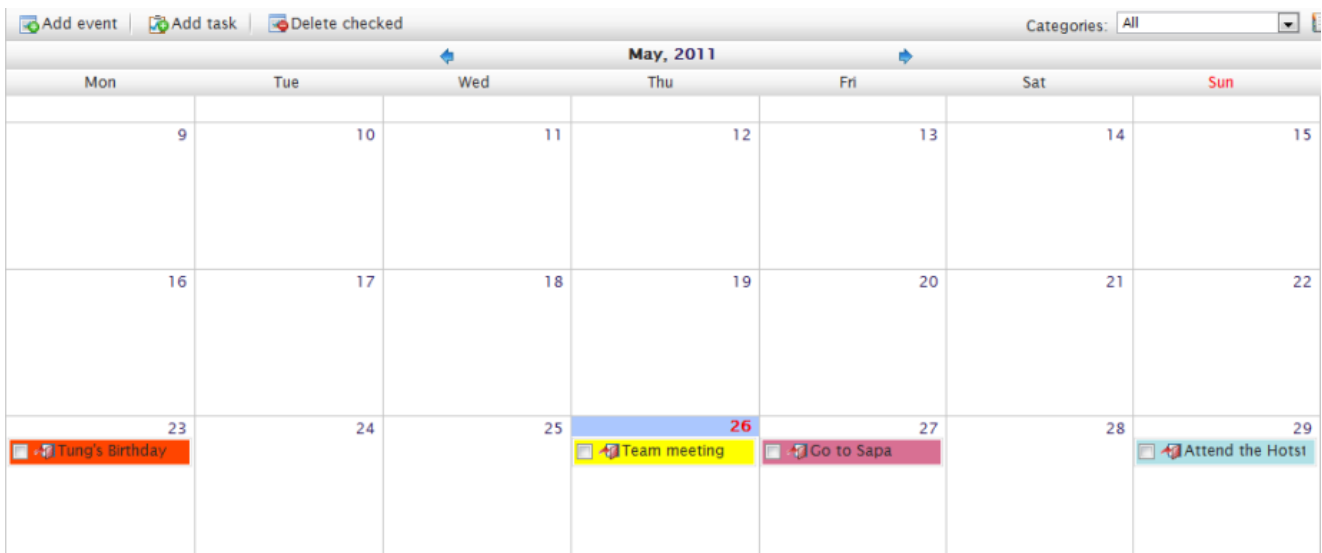 Add event Add task Delete checked Categories: All
May, 2011
Mon Tue Wed Thu Fri Sat Sun
9 10 11 12 13 14 15
16 17 18 19 20 21 22
23 24 25 26 27 28 29
Tung's Birthday Team meeting Go to Sapa Attend the Hotst